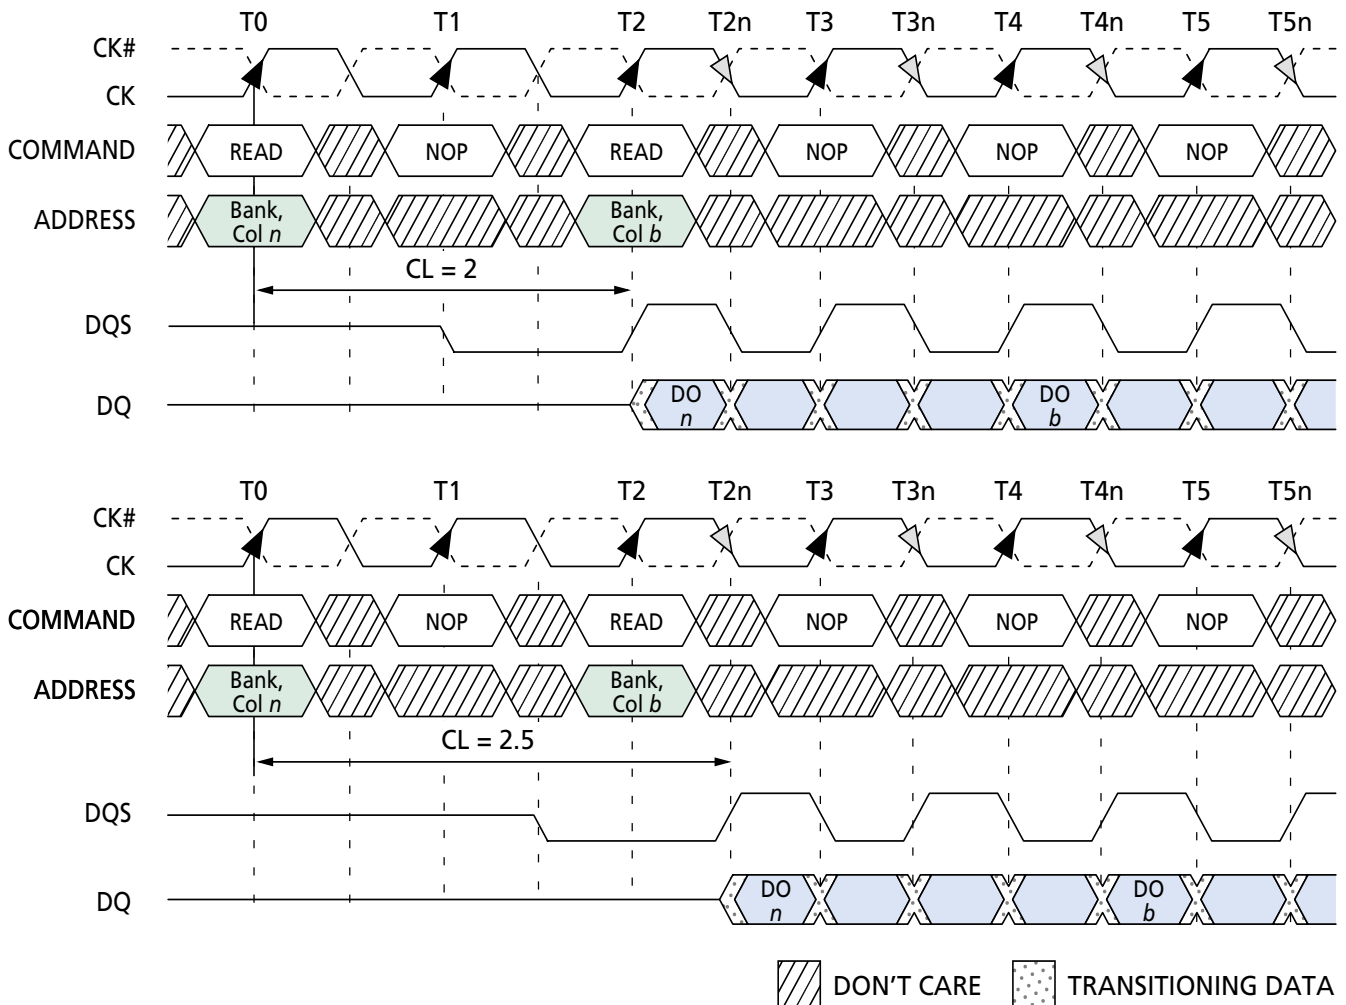 T0 T1 T2 T2n T3 T3n T4 T4n T5 T5n
CK#
CK
COMMAND READ NOP READ NOP NOP NOP
ADDRESS Bank, Col n Bank, Col b
CL = 2
DQS
DQ DO n DO b
T0 T1 T2 T2n T3 T3n T4 T4n T5 T5n
CK#
CK
COMMAND READ NOP READ NOP NOP NOP
ADDRESS Bank, Col n Bank, Col b
CL = 2.5
DQS
DQ DO n DO b
DON'T CARE TRANSITIONING DATA